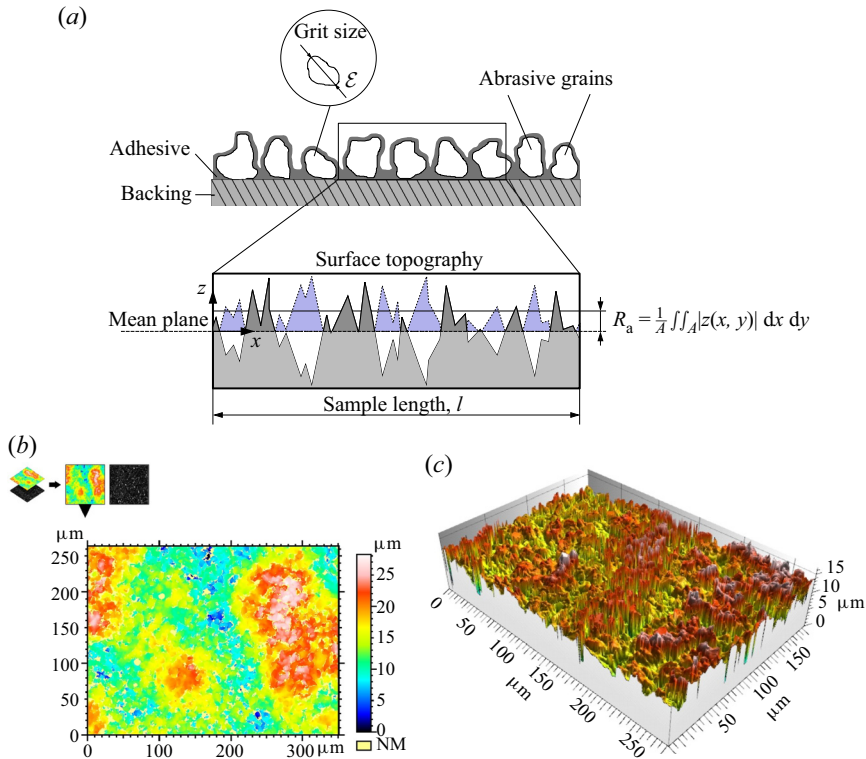 (a)
Grit size
ℰ
Abrasive grains
Adhesive
Backing
Surface topography
z
Mean plane
x
R_a = 1/A ∬_A |z(x, y)| dx dy
Sample length, l
(b)
μm
250
200
150
100
50
0
0 100 200 300 μm
μm
25
20
15
10
5
0
NM
(c)
15
10
5
0
μm
0
50
100
150
200
250
μm
50
100
150
μm